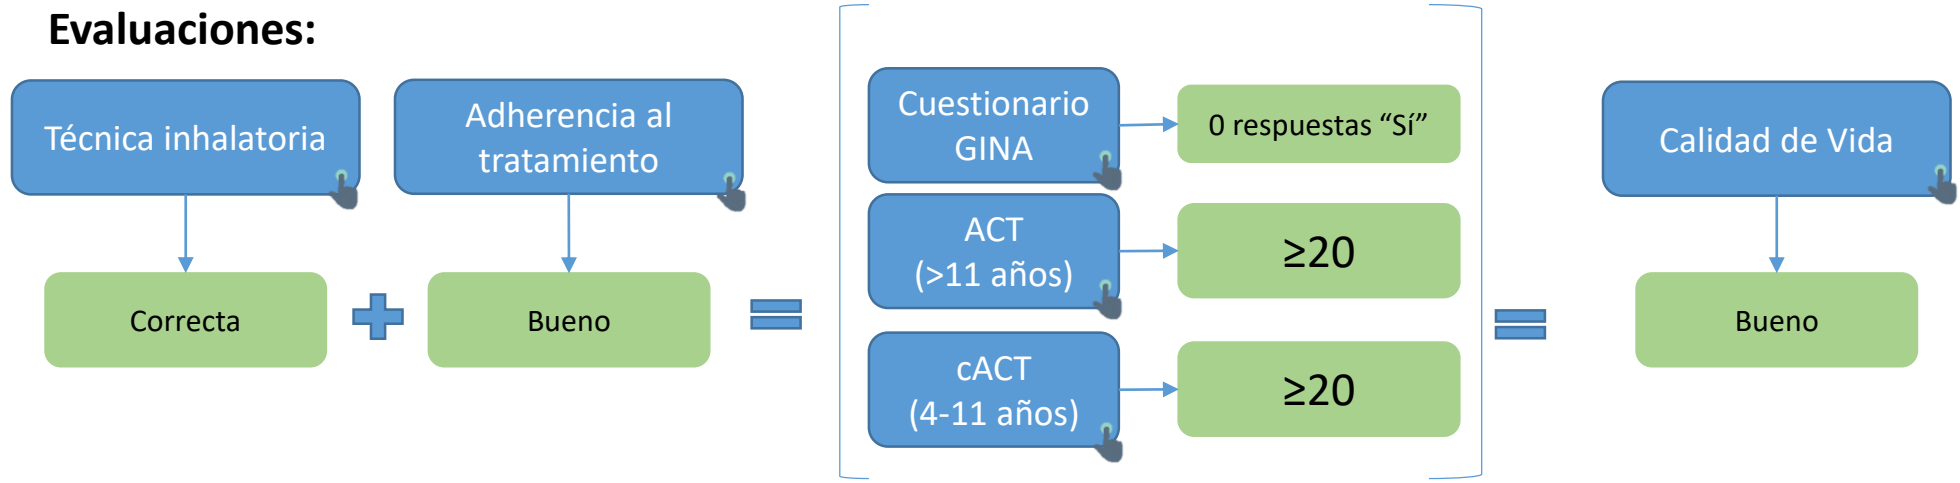 Evaluaciones:
Técnica inhalatoria
Correcta
Adherencia al
tratamiento
Bueno
Cuestionario
GINA
0 respuestas “Sí”
ACT
(>11 años)
≥20
cACT
(4-11 años)
≥20
Calidad de Vida
Bueno